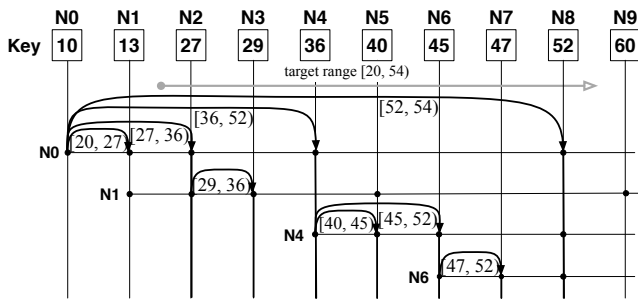 N0 N1 N2 N3 N4 N5 N6 N7 N8 N9
Key 10 13 27 29 36 40 45 47 52 60
target range [20, 54)
[36, 52)
[52, 54)
[20, 27)
[27, 36)
N0
N1
[29, 36)
N4
[40, 45)
[45, 52)
N6
[47, 52)